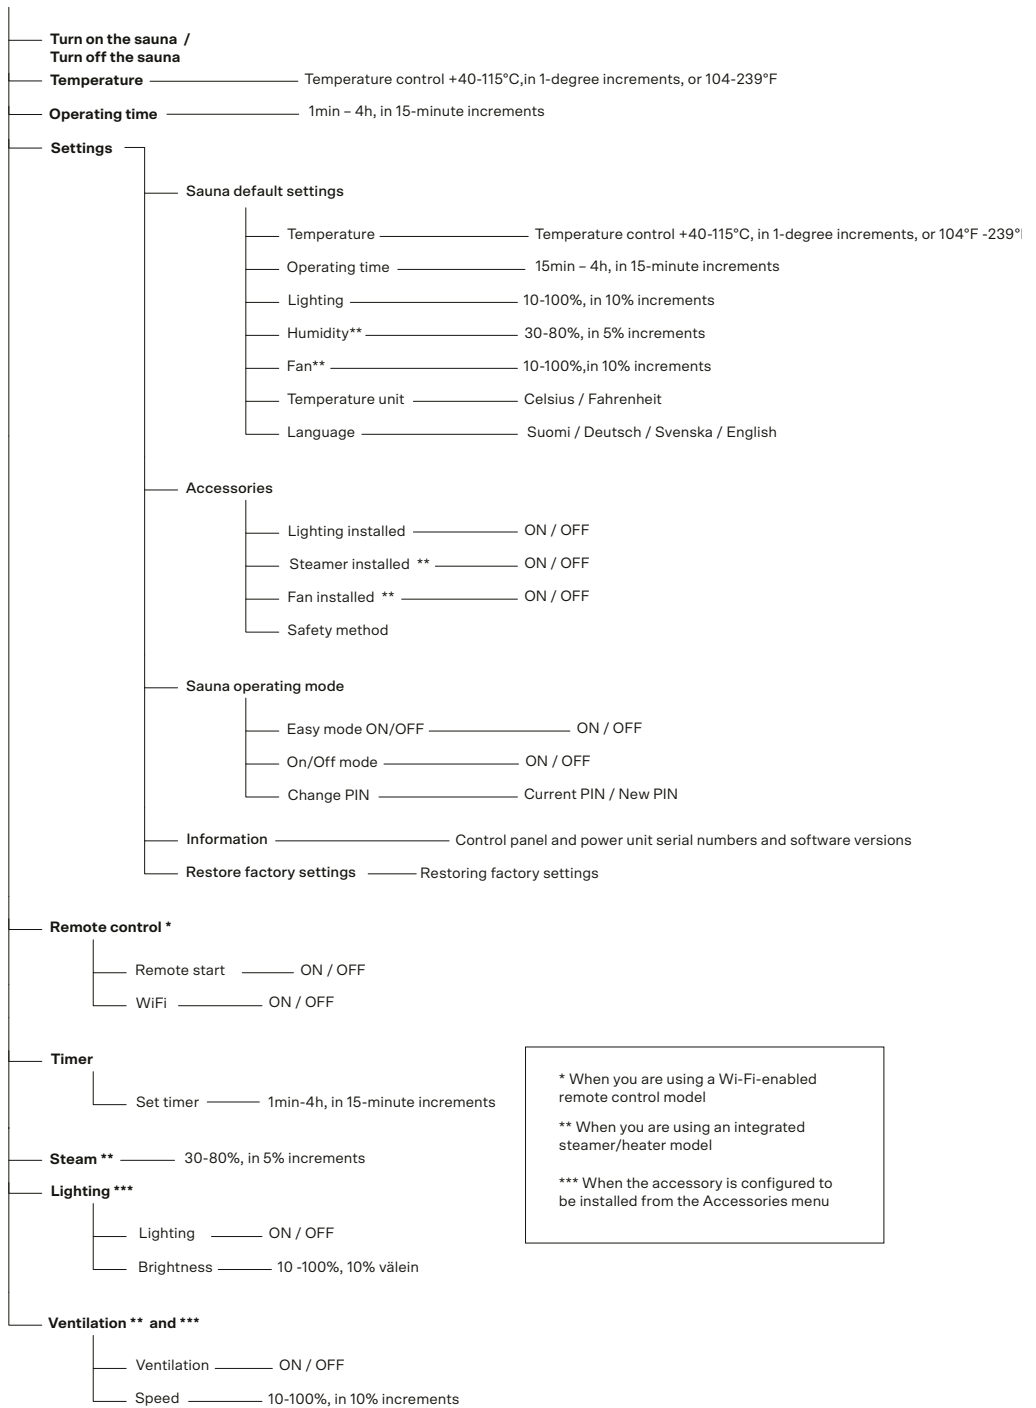 Turn on the sauna /
Turn off the sauna
Temperature Temperature control +40-115°C,in 1-degree increments, or 104-239°F
Operating time 1min – 4h, in 15-minute increments
Settings
Sauna default settings
Temperature Temperature control +40-115°C, in 1-degree increments, or 104°F -239°
Operating time 15min – 4h, in 15-minute increments
Lighting 10-100%, in 10% increments
Humidity** 30-80%, in 5% increments
Fan** 10-100%,in 10% increments
Temperature unit Celsius / Fahrenheit
Language Suomi / Deutsch / Svenska / English
Accessories
Lighting installed ON / OFF
Steamer installed ** ON / OFF
Fan installed ** ON / OFF
Safety method
Sauna operating mode
Easy mode ON/OFF ON / OFF
On/Off mode ON / OFF
Change PIN Current PIN / New PIN
Information Control panel and power unit serial numbers and software versions
Restore factory settings Restoring factory settings
Remote control *
Remote start ON / OFF
WiFi ON / OFF
Timer
Set timer 1min-4h, in 15-minute increments
Steam ** 30-80%, in 5% increments
Lighting ***
Lighting ON / OFF
Brightness 10 -100%, 10% välein
Ventilation ** and ***
Ventilation ON / OFF
Speed 10-100%, in 10% increments
* When you are using a Wi-Fi-enabled
remote control model
** When you are using an integrated
steamer/heater model
*** When the accessory is configured to
be installed from the Accessories menu